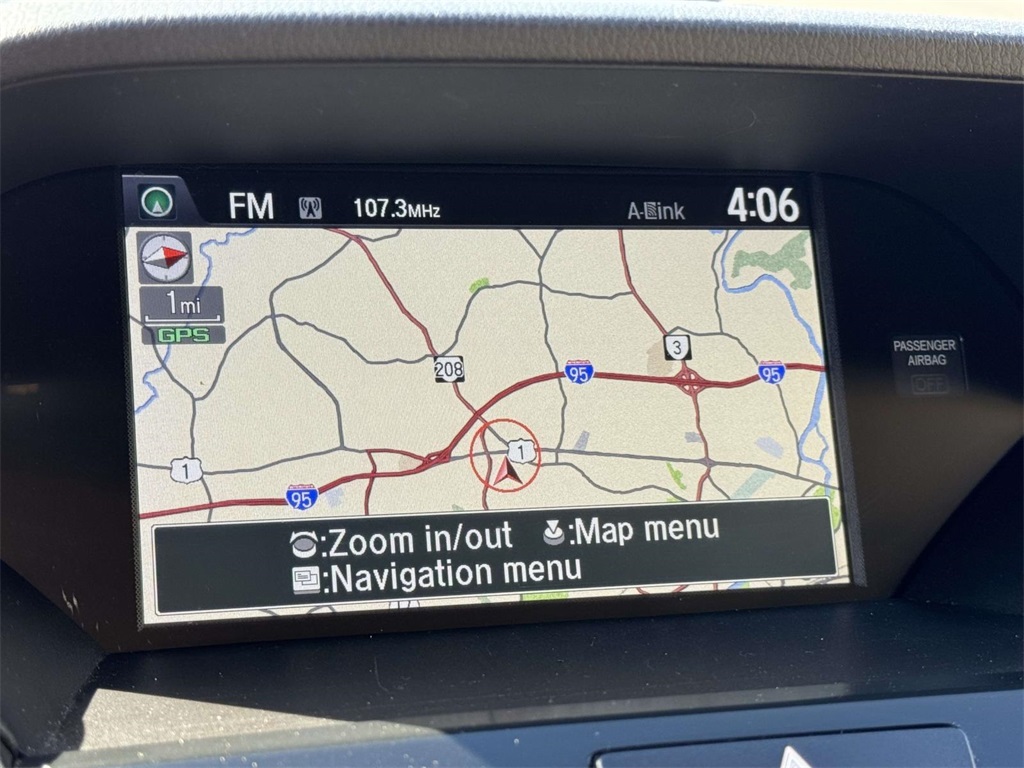 FM 107.3MHz A-Link 4:06
1mi
GPS
3
208
95
95
1
1
95
PASSENGER
AIRBAG
OFF
:Zoom in/out :Map menu
:Navigation menu